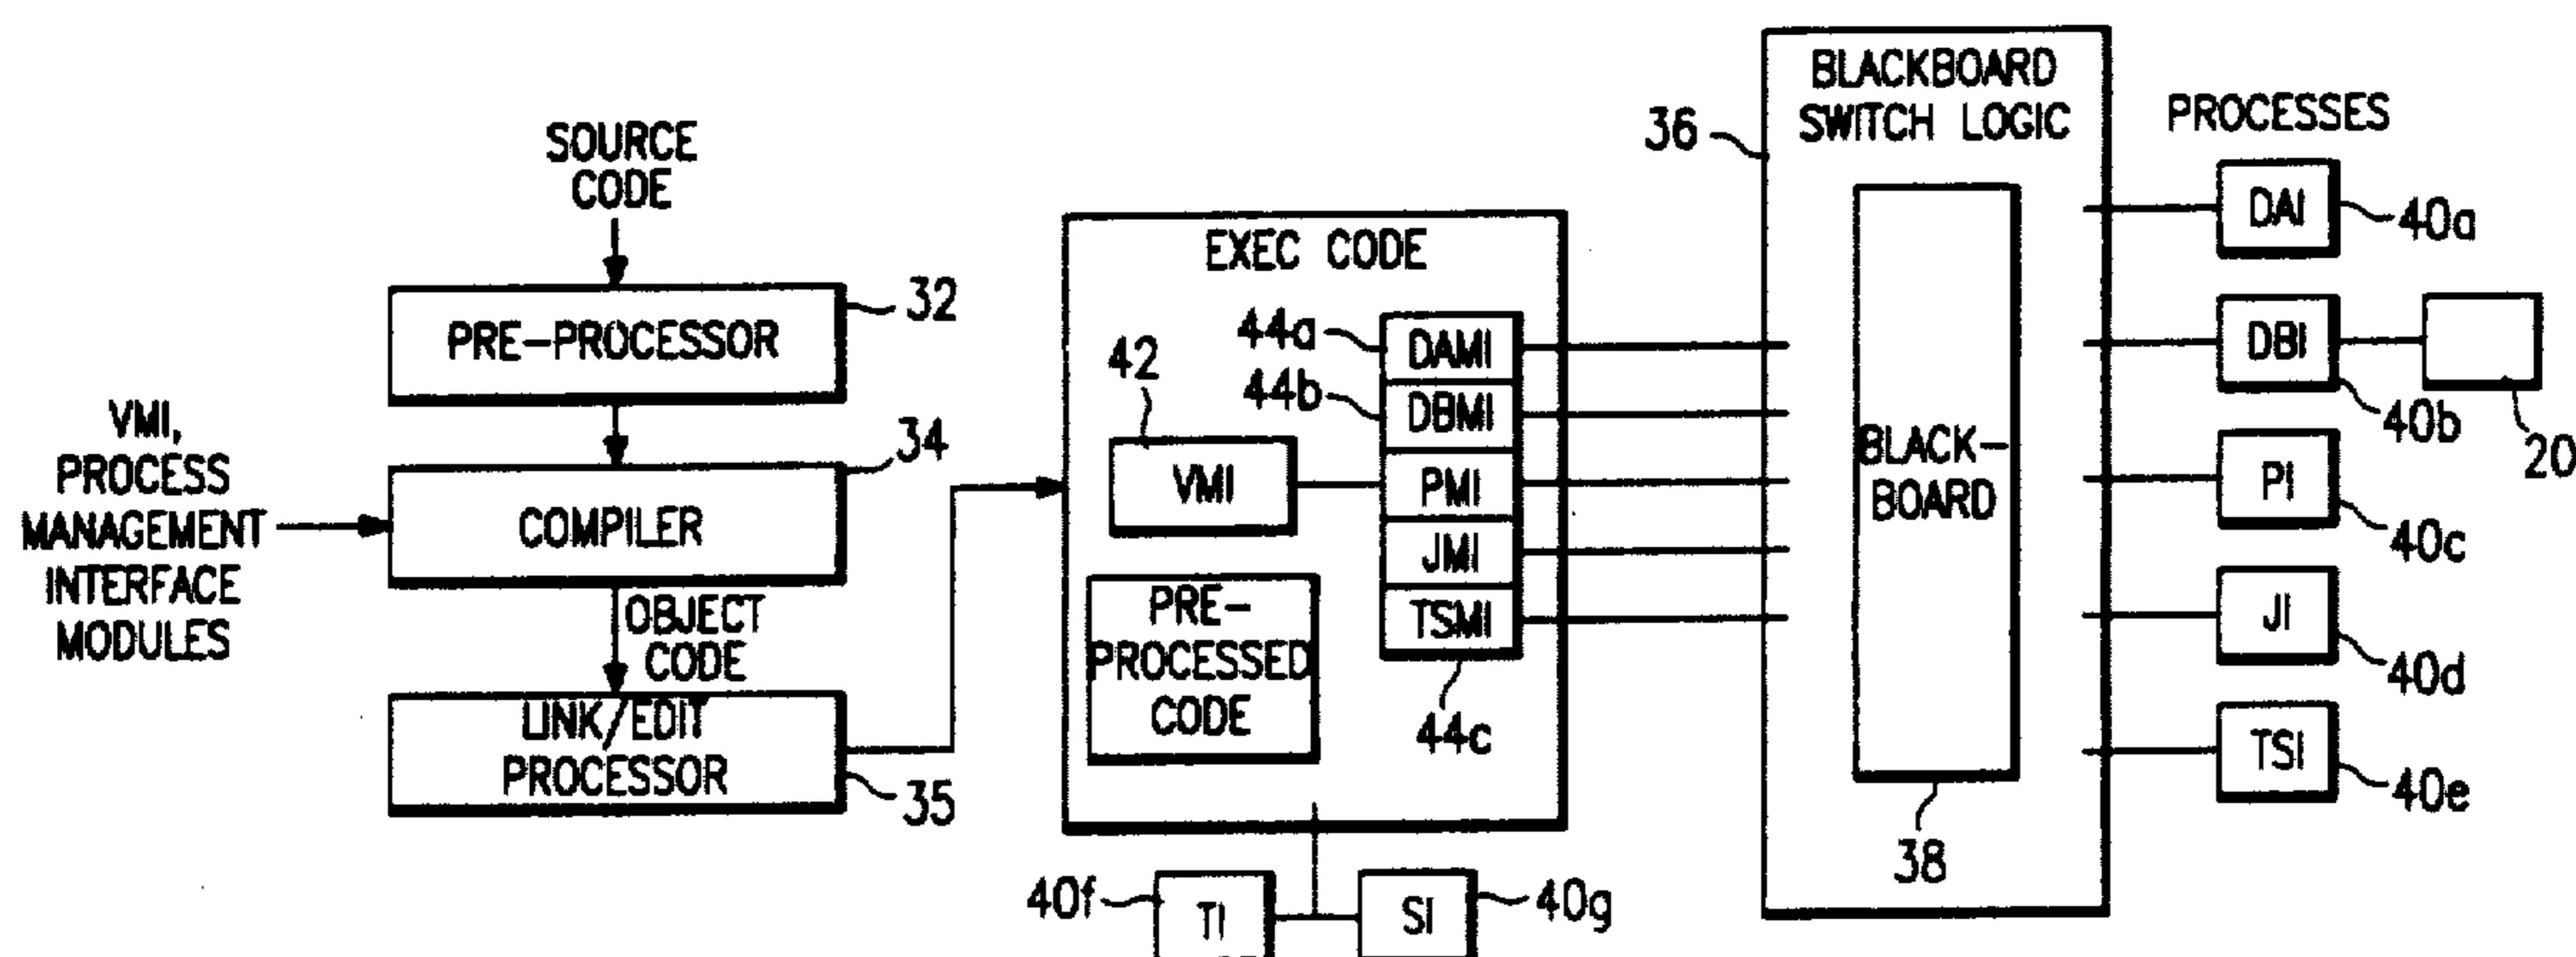 SOURCE
CODE
PRE-PROCESSOR
32
VMI,
PROCESS
MANAGEMENT
INTERFACE
MODULES
COMPILER
34
OBJECT
CODE
LINK/EDIT
PROCESSOR
35
EXEC CODE
42
VMI
PRE-
PROCESSED
CODE
44a
DAMI
44b
DBMI
PMI
JMI
TSMI
44c
40f
TI
SI
40g
36
BLACKBOARD
SWITCH LOGIC
BLACK-
BOARD
38
PROCESSES
DAI
40a
DBI
40b
20
PI
40c
JI
40d
TSI
40e